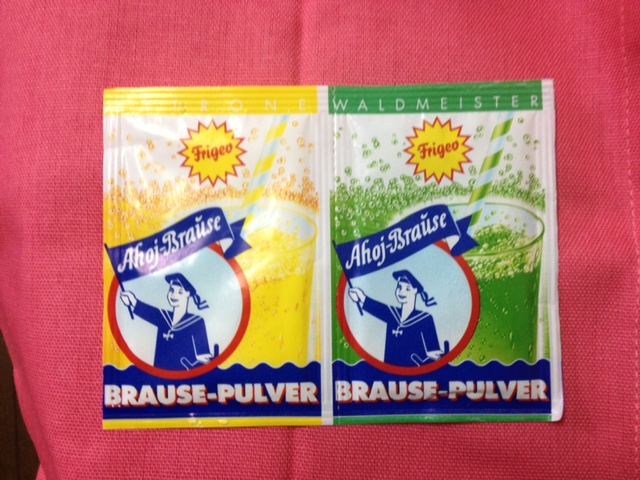 ZITRONE
Frigeo
Ahoj-Brause
BRAUSE-PULVER
WALDMEISTER
Frigeo
Ahoj-Brause
BRAUSE-PULVER